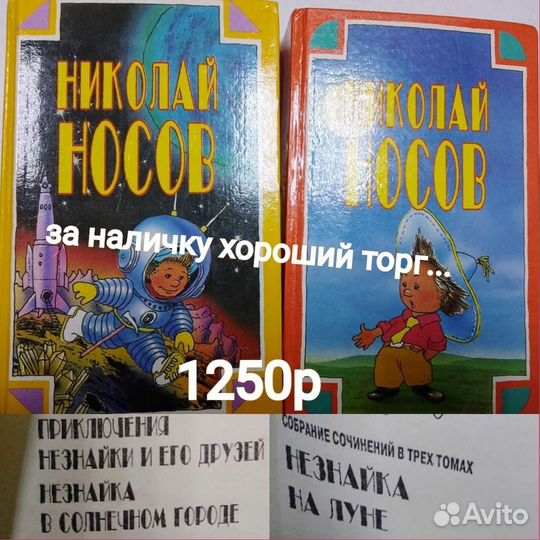 НИКОЛАЙ
НОСОВ
НИКОЛАЙ
НОСОВ
за наличку хороший торг...
1250р
ПРИКЛЮЧЕНИЯ
НЕЗНАЙКИ И ЕГО ДРУЗЕЙ
НЕЗНАЙКА
В СОЛНЕЧНОМ ГОРОДЕ
СОБРАНИЕ СОЧИНЕНИЙ В ТРЕХ ТОМАХ
НЕЗНАЙКА
НА ЛУНЕ
Avito